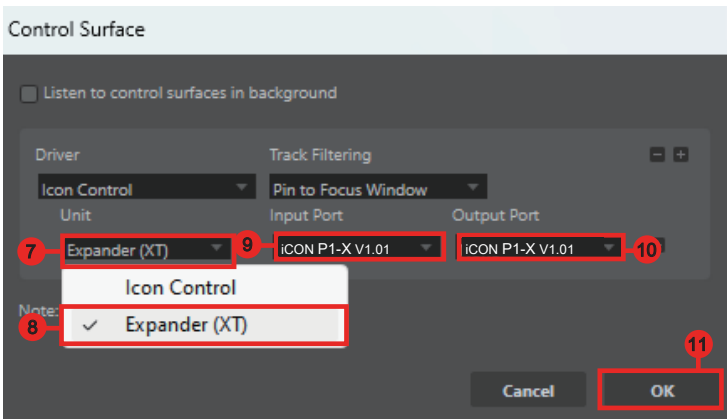 Control Surface
Listen to control surfaces in background
Driver Track Filtering
Icon Control Pin to Focus Window
Unit Input Port Output Port
7 Expander (XT) 9 iCON P1-X V1.01 iCON P1-X V1.01 10
Icon Control
Note:
8 ✓ Expander (XT)
11
Cancel OK